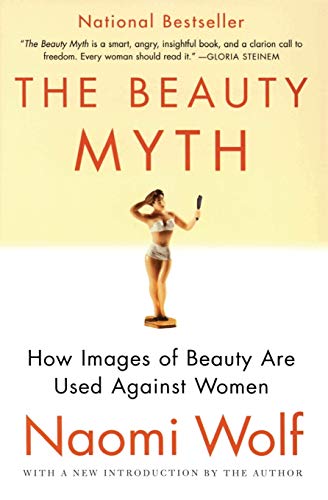 National Bestseller
"The Beauty Myth is a smart, angry, insightful book, and a clarion call to
freedom. Every woman should read it." —GLORIA STEINEM
THE BEAUTY
MYTH
How Images of Beauty Are
Used Against Women
Naomi Wolf
WITH A NEW INTRODUCTION BY THE AUTHOR